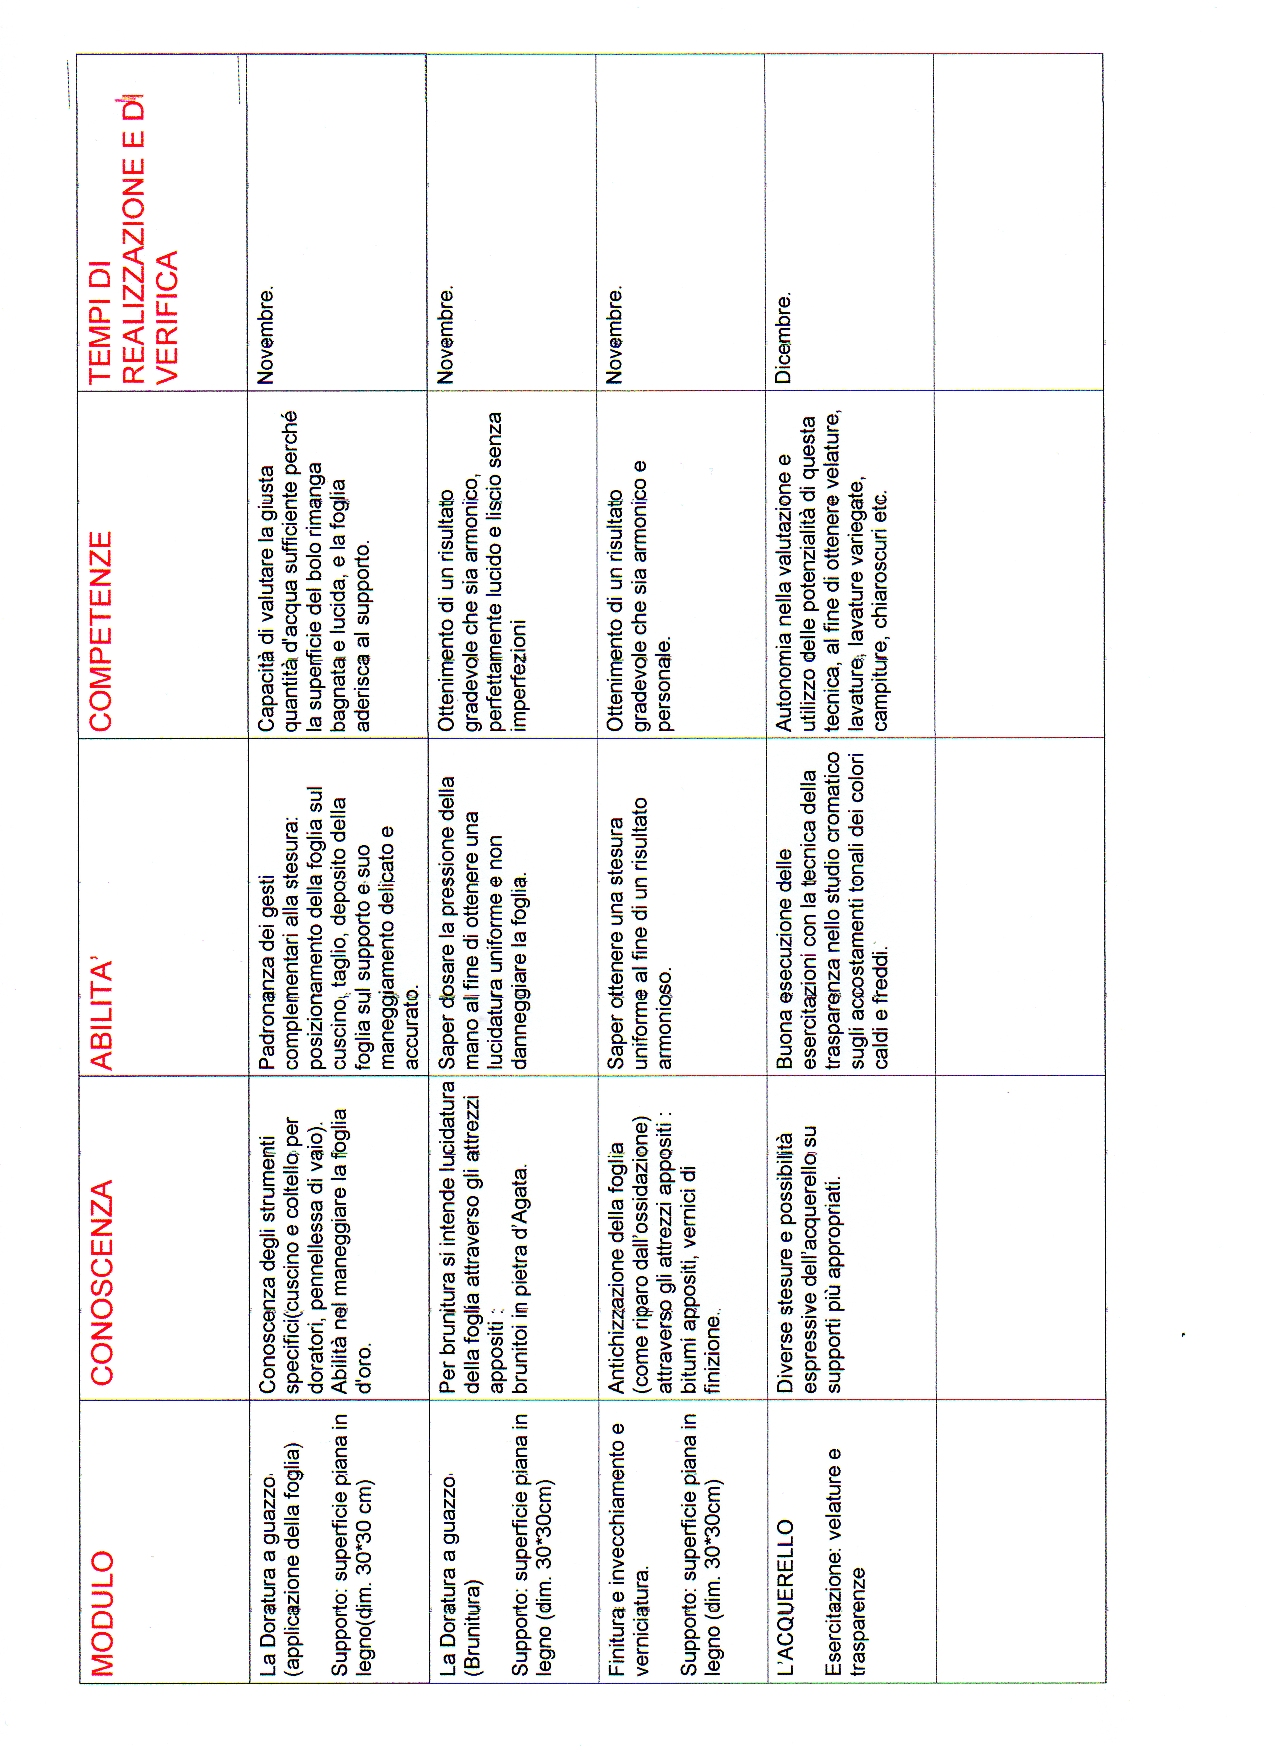 MODULO
CONOSCENZA
ABILITA'
COMPETENZE
TEMPI DI
REALIZZAZIONE E DI
VERIFICA
La Doratura a guazzo.
(applicazione della foglia)
Supporto: superficie piana in
legno(dim. 30*30 cm)
Conoscenza degli strumenti
specifici(cuscino e coltello per
doratori, pennellessa di vaio).
Abilità nel maneggiare la foglia
d'oro.
Padronanza dei gesti
complementari alla stesura:
posizionamento della foglia sul
cuscino, taglio, deposito della
foglia sul supporto e suo
maneggiamento delicato e
accurato.
Capacità di valutare la giusta
quantità d'acqua sufficiente perché
la superficie del bolo rimanga
bagnata e lucida, e la foglia
aderisca al supporto.
Novembre.
La Doratura a guazzo.
(Brunitura)
Supporto: superficie piana in
legno (dim. 30*30cm)
Per brunitura si intende lucidatura
della foglia attraverso gli attrezzi
appositi :
brunitoi in pietra d'Agata.
Saper dosare la pressione della
mano al fine di ottenere una
lucidatura uniforme e non
danneggiare la foglia.
Ottenimento di un risultato
gradevole che sia armonico,
perfettamente lucido e liscio senza
imperfezioni
Novembre.
Finitura e invecchiamento e
verniciatura.
Supporto: superficie piana in
legno (dim. 30*30cm)
Antichizzazione della foglia
(come riparo dall'ossidazione)
attraverso gli attrezzi appositi :
bitumi appositi, vernici di
finizione..
Saper ottenere una stesura
uniforme al fine di un risultato
armonioso.
Ottenimento di un risultato
gradevole che sia armonico e
personale.
Novembre.
L'ACQUERELLO
Esercitazione: velature e
trasparenze
Diverse stesure e possibilità
espressive dell'acquerello su
supporti più appropriati.
Buona esecuzione delle
esercitazioni con la tecnica della
trasparenza nello studio cromatico
sugli accostamenti tonali dei colori
caldi e freddi.
Autonomia nella valutazione e
utilizzo delle potenzialità di questa
tecnica, al fine di ottenere velature,
lavature, lavature variegate,
campiture, chiaroscuri etc.
Dicembre.